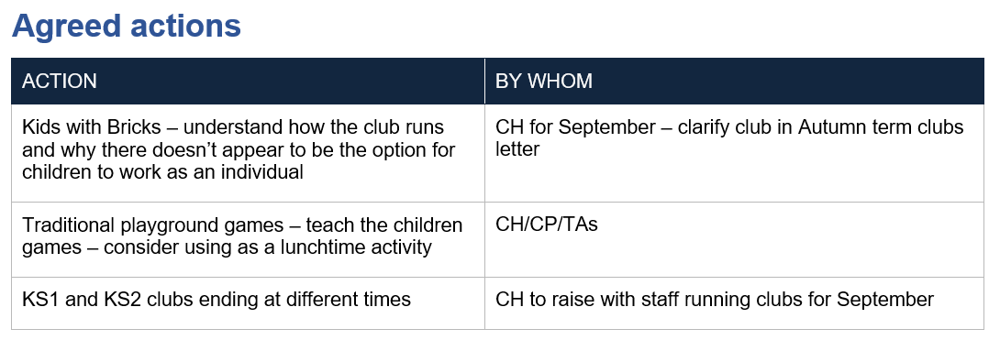 Agreed actions
ACTION
BY WHOM
Kids with Bricks – understand how the club runs
and why there doesn’t appear to be the option for
children to work as an individual
CH for September – clarify club in Autumn term clubs
letter
Traditional playground games – teach the children
games – consider using as a lunchtime activity
CH/CP/TAs
KS1 and KS2 clubs ending at different times
CH to raise with staff running clubs for September